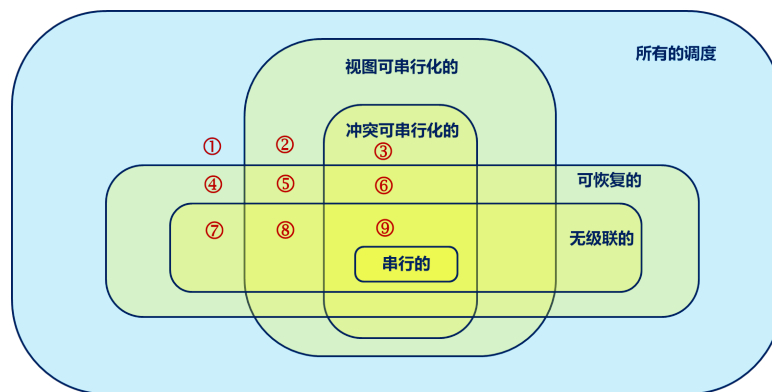 所有的调度
视图可串行化的
冲突可串行化的
① ② ③
④ ⑤ ⑥ 可恢复的
⑦ ⑧ ⑨ 无级联的
串行的